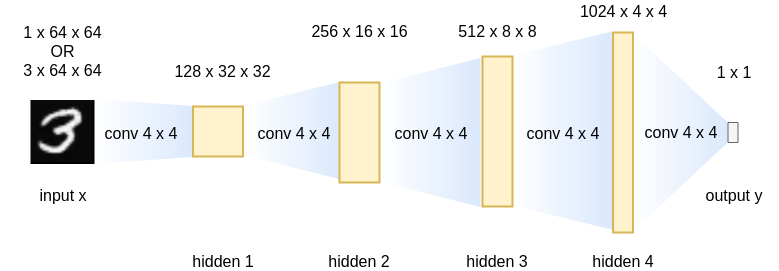 1 x 64 x 64
OR
3 x 64 x 64
128 x 32 x 32
256 x 16 x 16
512 x 8 x 8
1024 x 4 x 4
1 x 1
3
conv 4 x 4
conv 4 x 4
conv 4 x 4
conv 4 x 4
conv 4 x 4
input x
output y
hidden 1
hidden 2
hidden 3
hidden 4